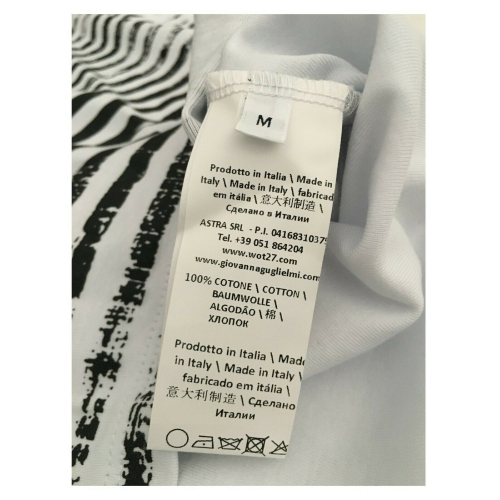 M
Prodotto in Italia \ Made in
Italy \ Made in Italy \ fabricado
em itália \ 意大利制造 \
Сделано в Италии
ASTRA SRL - P.I. 04168310375
Tel. +39 051 864204
www.wot27.com
www.giovannaguglielmi.com
100% COTONE / COTTON \
BAUMWOLLE \
ALGODÃO \ 棉 \
ХЛОПОК
Prodotto in Italia \ Made
in Italy \ Made in Italy \
fabricado em itália \
意大利制造 \ Сделано
Италии